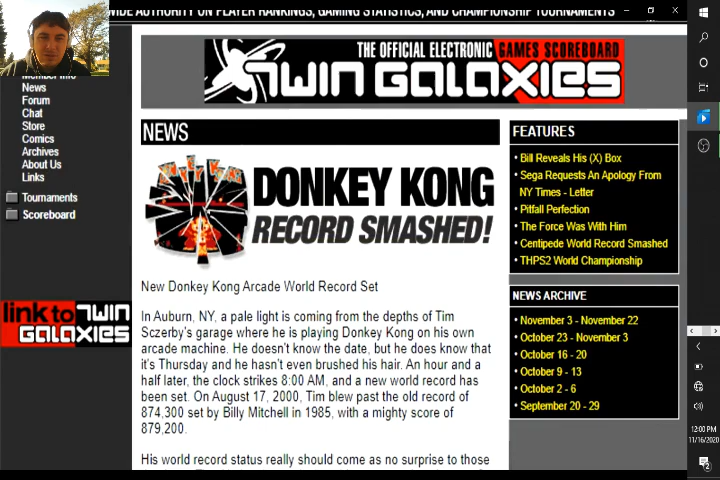 WIDE AUTHORITY ON PLAYER RANKINGS, GAMING STATISTICS, AND CHAMPIONSHIP TOURNAMENTS
THE OFFICIAL ELECTRONIC GAMES SCOREBOARD
TWIN GALAXIES
Member Info
News
Forum
Chat
Store
Comics
Archives
About Us
Links
Tournaments
Scoreboard
link to TWIN
GALAXIES
NEWS
DONKEY KONG
RECORD SMASHED!
New Donkey Kong Arcade World Record Set
In Auburn, NY, a pale light is coming from the depths of Tim
Sczerby's garage where he is playing Donkey Kong on his own
arcade machine. He doesn't know the date, but he does know that
it's Thursday and he hasn't even brushed his hair. An hour and a
half later, the clock strikes 8:00 AM, and a new world record has
been set. On August 17, 2000, Tim blew past the old record of
874,300 set by Billy Mitchell in 1985, with a mighty score of
879,200.
His world record status really should come as no surprise to those
FEATURES
• Bill Reveals His (X) Box
• Sega Requests An Apology From
NY Times - Letter
• Pitfall Perfection
• The Force Was With Him
• Centipede World Record Smashed
• THPS2 World Championship
NEWS ARCHIVE
• November 3 - November 22
• October 23 - November 3
• October 16 - 20
• October 9 - 13
• October 2 - 6
• September 20 - 29
12:00 PM
11/16/2020
2